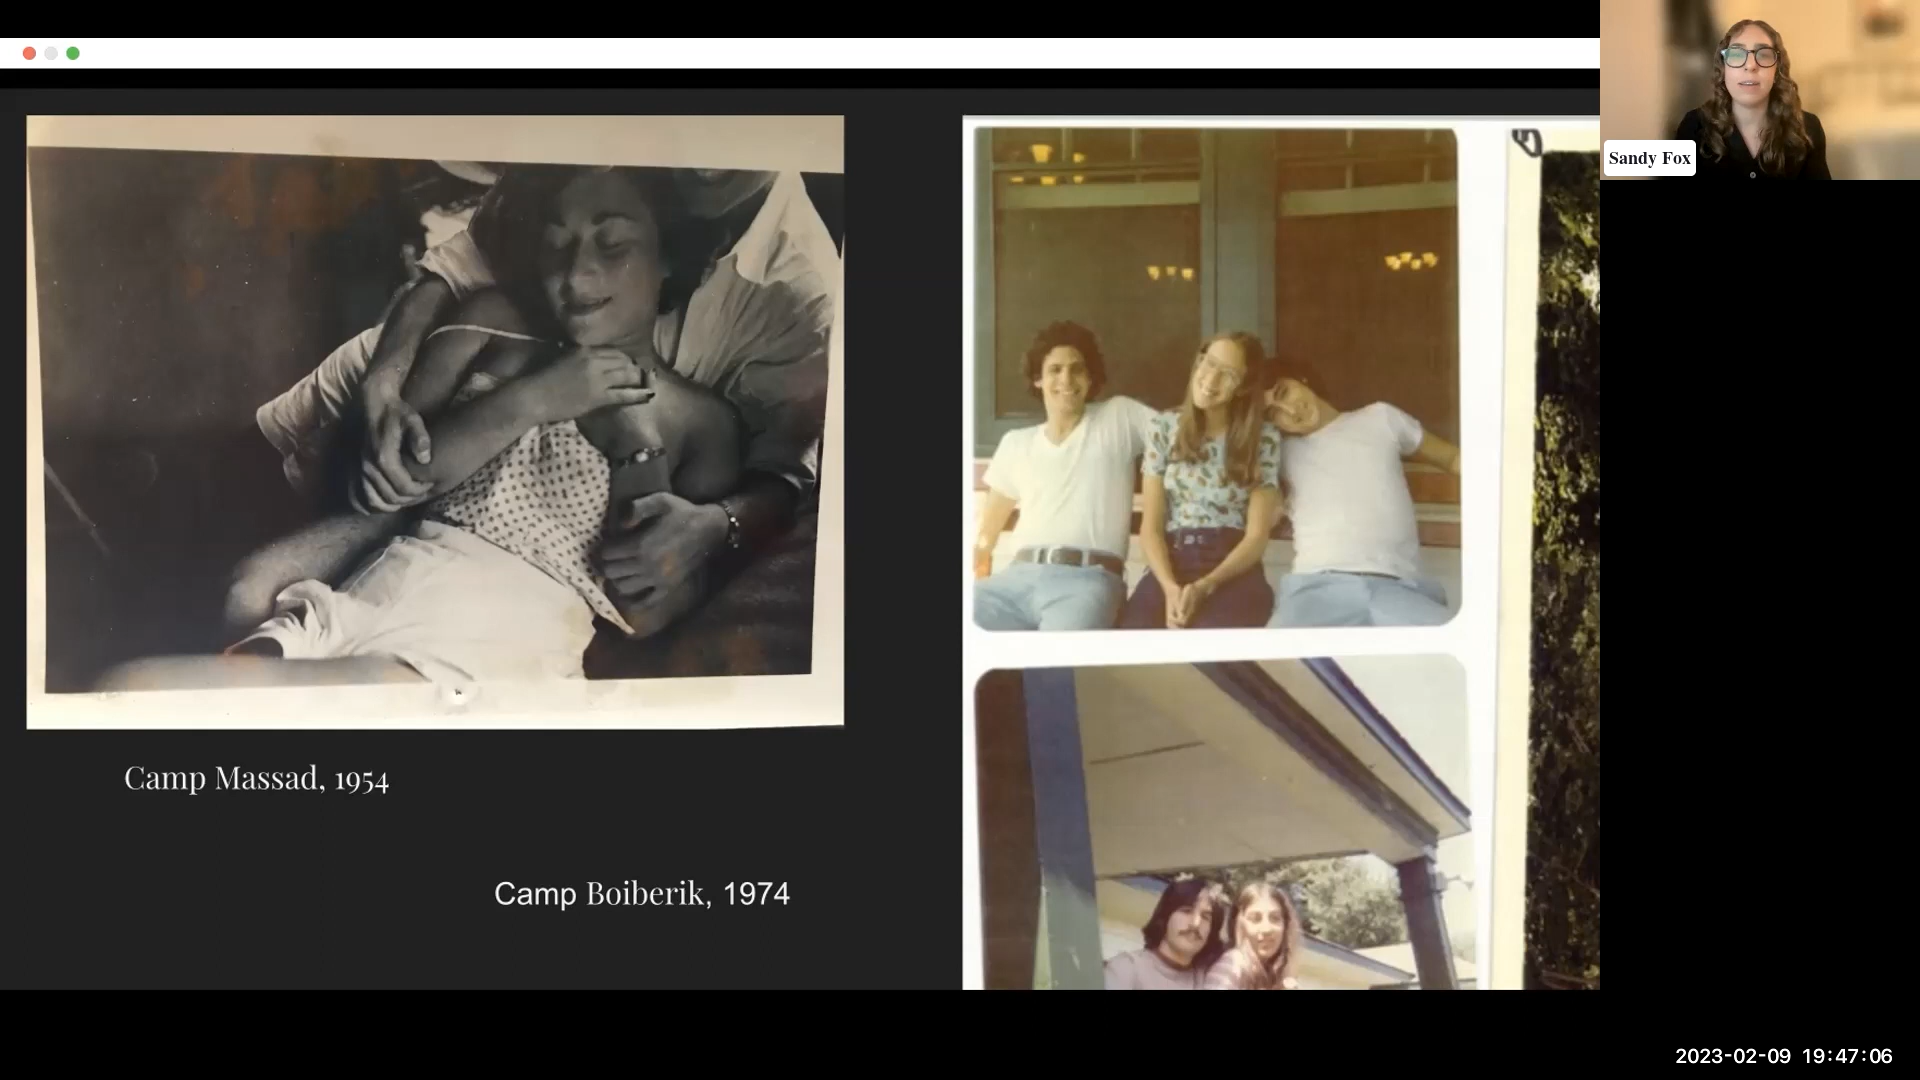 Sandy Fox
Camp Massad, 1954
Camp Boiberik, 1974
2023-02-09 19:47:06